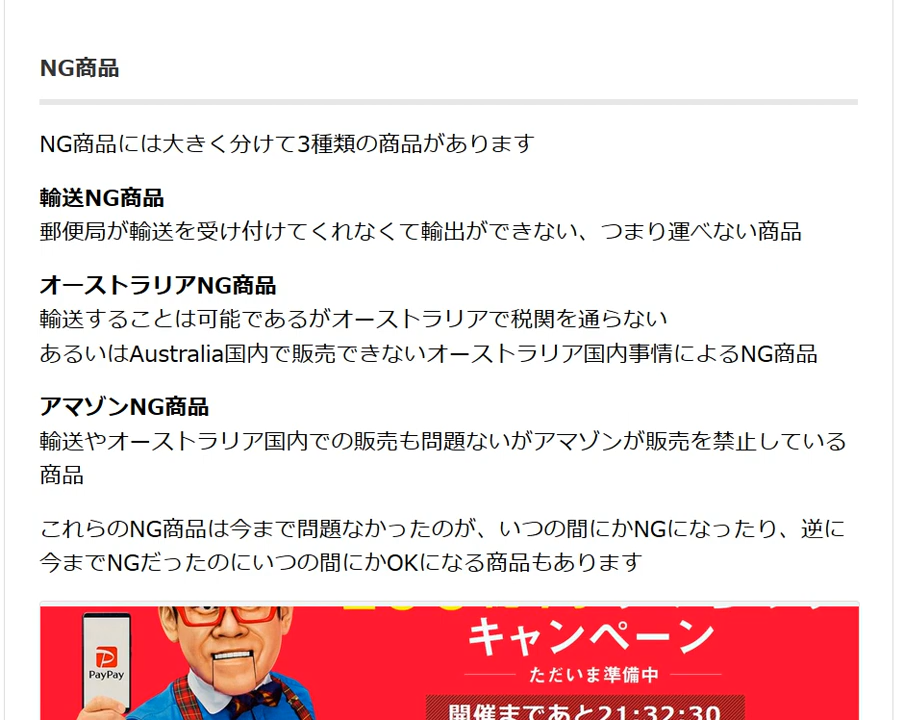 NG商品
NG商品には大きく分けて3種類の商品があります
輸送NG商品
郵便局が輸送を受け付けてくれなくて輸出ができない、つまり運べない商品
オーストラリアNG商品
輸送することは可能であるがオーストラリアで税関を通らない
あるいはAustralia国内で販売できないオーストラリア国内事情によるNG商品
アマゾンNG商品
輸送やオーストラリア国内での販売も問題ないがアマゾンが販売を禁止している
商品
これらのNG商品は今まで問題なかったのが、いつの間にかNGになったり、逆に
今までNGだったのにいつの間にかOKになる商品もあります
キャンペーン
PayPay
ただいま準備中
開催まであと21:32:30